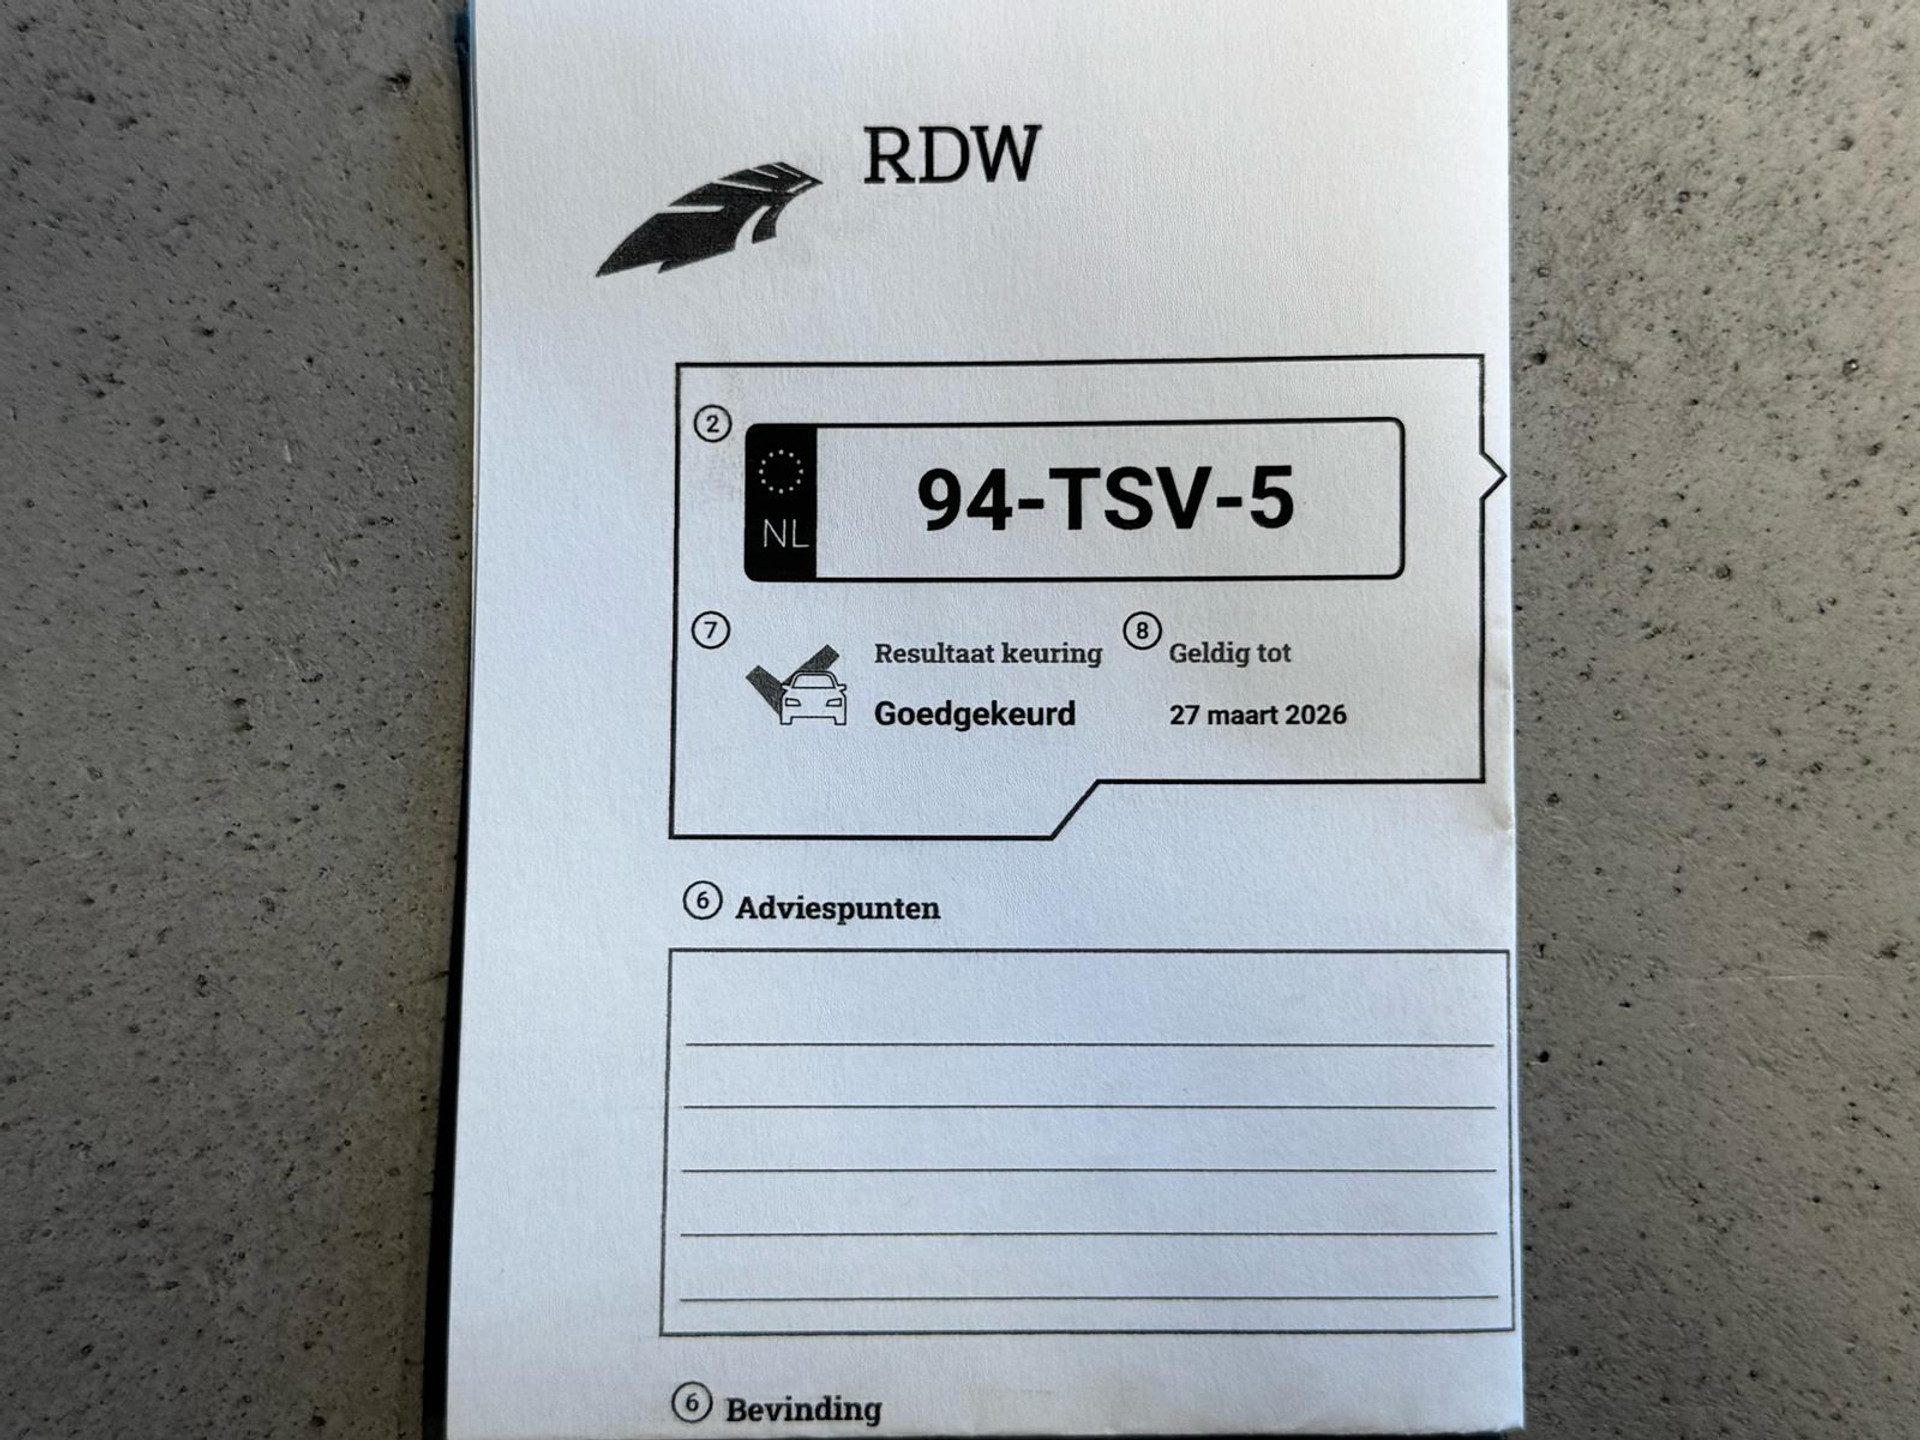 RDW
2
NL
94-TSV-5
7 Resultaat keuring 8 Geldig tot
Goedgekeurd 27 maart 2026
6 Adviespunten
6 Bevinding